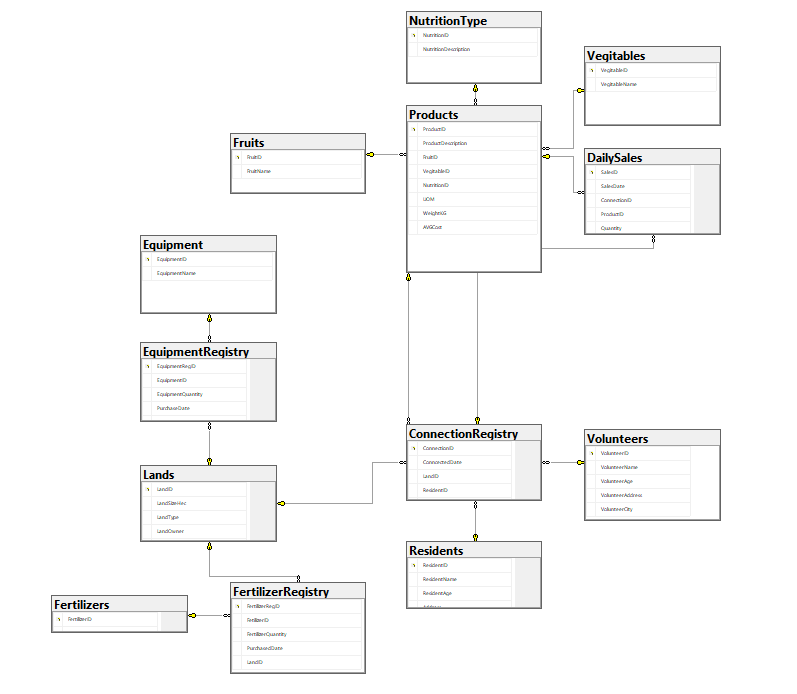 NutritionType
NutritionID
NutritionDescription
Vegitables
VegitableID
VegitableName
Products
ProductID
ProductDescription
FruitID
VegitableID
NutritionID
UOM
WeightKG
AVGCost
Fruits
FruitID
FruitName
DailySales
SalesID
SalesDate
ConnectionID
ProductID
Quantity
Equipment
EquipmentID
EquipmentName
EquipmentRegistry
EquipmentRegID
EquipmentID
EquipmentQuantity
PurchaseDate
ConnectionRegistry
ConnectionID
ConnectedDate
LandID
ResidentID
Volunteers
VolunteerID
VolunteerName
VolunteerAge
VolunteerAddress
VolunteerCity
Lands
LandID
LandSizeHec
LandType
LandOwner
Residents
ResidentID
ResidentName
ResidentAge
Address
FertilizerRegistry
FertilizerRegID
FetilizerID
FertilizerQuantity
PurchasedDate
LandID
Fertilizers
FertilizerID